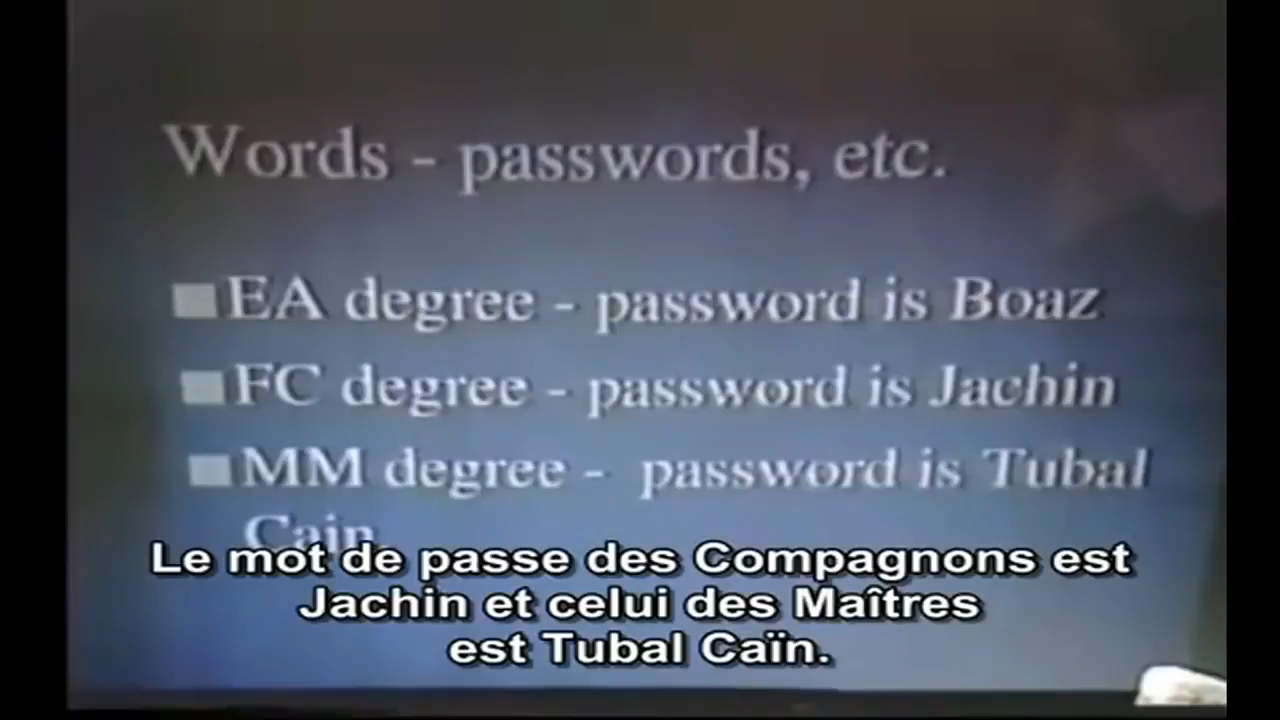 Words - passwords, etc.
EA degree - password is Boaz
FC degree - password is Jachin
MM degree - password is Tubal
Cain
Le mot de passe des Compagnons est
Jachin et celui des Maîtres
est Tubal Caïn.